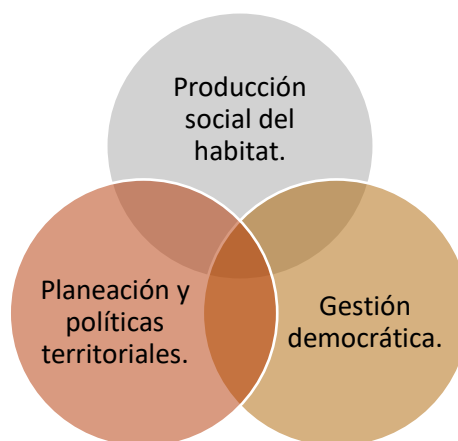 Producción
social del
habitat.
Planeación y
políticas
territoriales.
Gestión
democrática.